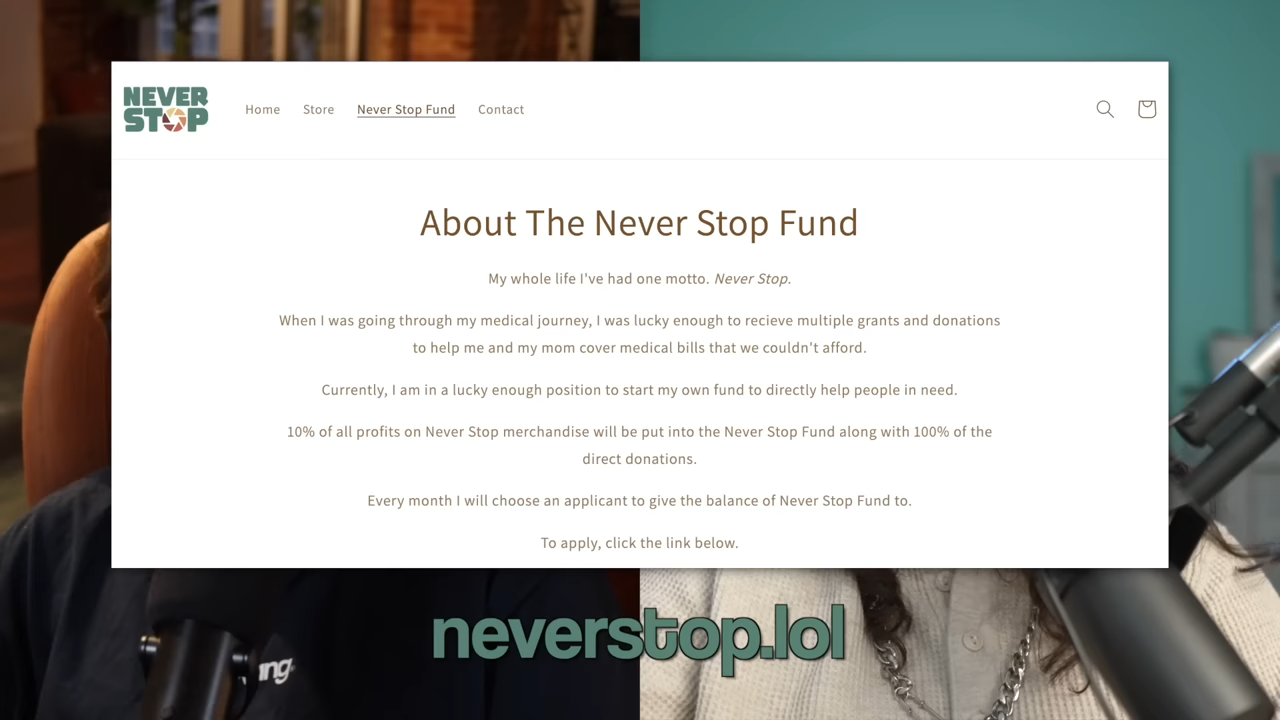 NEVER
STOP
Home Store Never Stop Fund Contact
About The Never Stop Fund
My whole life I've had one motto. Never Stop.
When I was going through my medical journey, I was lucky enough to recieve multiple grants and donations
to help me and my mom cover medical bills that we couldn't afford.
Currently, I am in a lucky enough position to start my own fund to directly help people in need.
10% of all profits on Never Stop merchandise will be put into the Never Stop Fund along with 100% of the
direct donations.
Every month I will choose an applicant to give the balance of Never Stop Fund to.
To apply, click the link below.
neverstop.lol